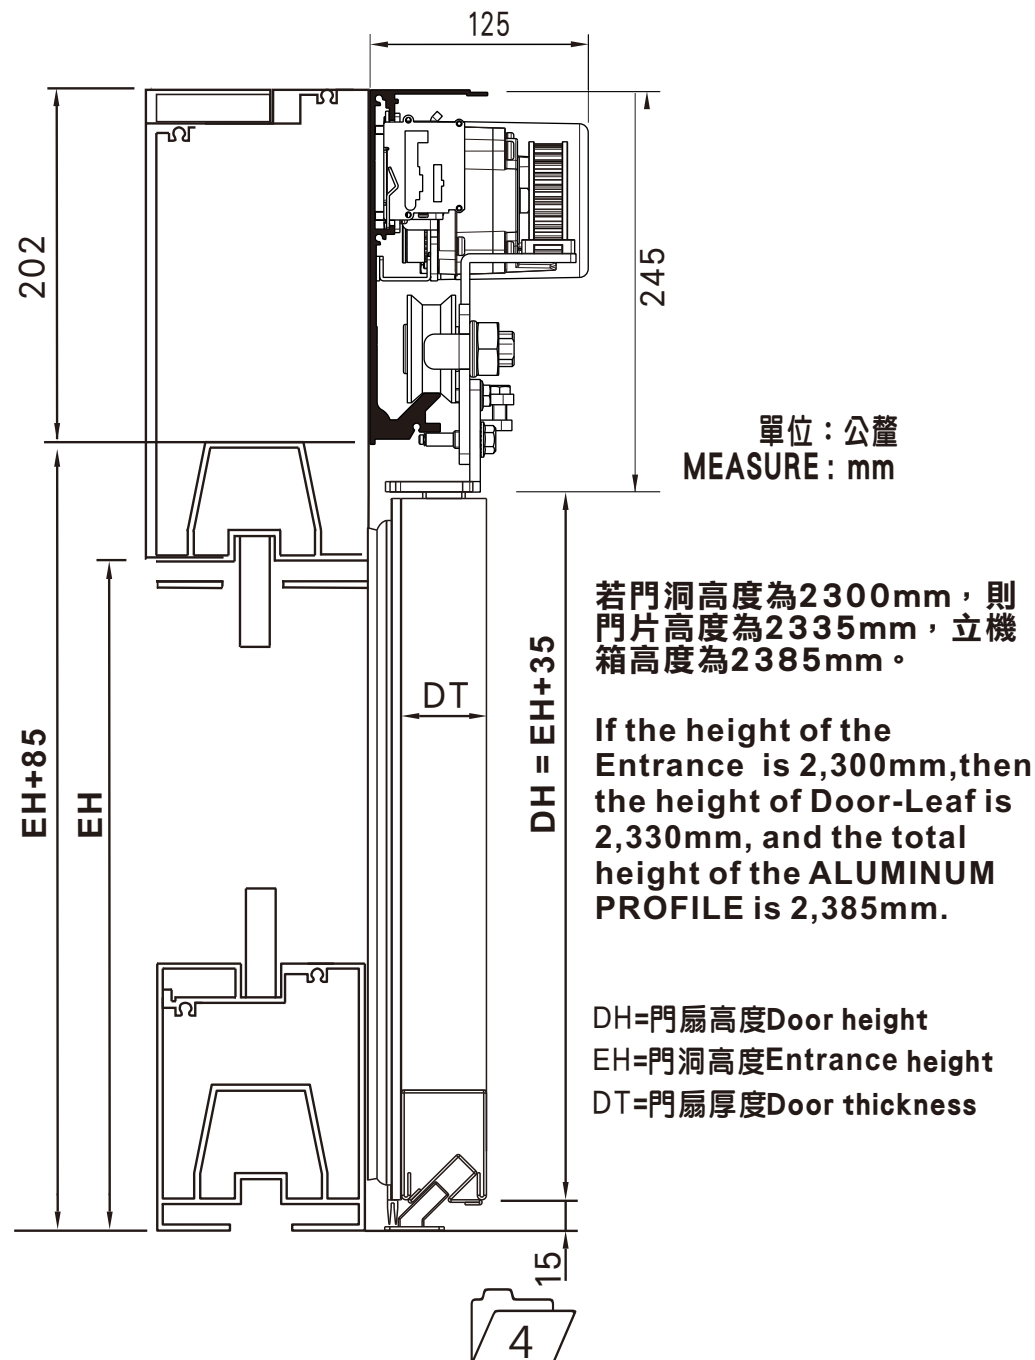 125
202
245
單位：公釐
MEASURE : mm
若門洞高度為2300mm，則
門片高度為2335mm，立機
箱高度為2385mm。
DH = EH+35
DT
EH+85
EH
If the height of the
Entrance is 2,300mm,then
the height of Door-Leaf is
2,330mm, and the total
height of the ALUMINUM
PROFILE is 2,385mm.
DH=門扇高度Door height
EH=門洞高度Entrance height
DT=門扇厚度Door thickness
15
4